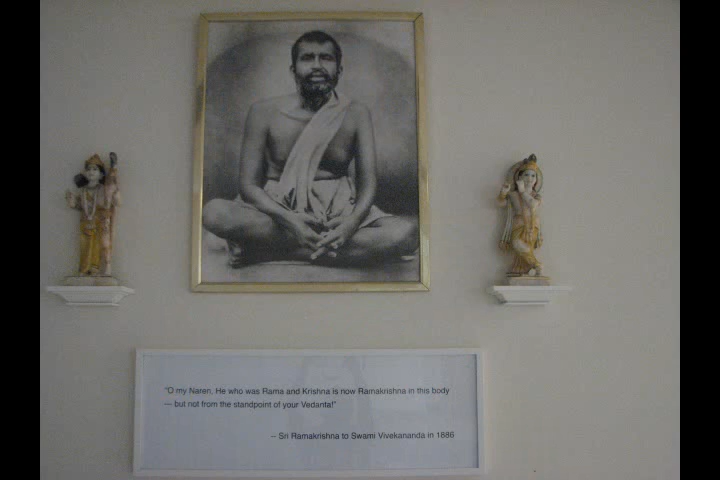 "O my Naren, He who was Rama and Krishna is now Ramakrishna in this body
— but not from the standpoint of your Vedanta!"
-- Sri Ramakrishna to Swami Vivekananda in 1886